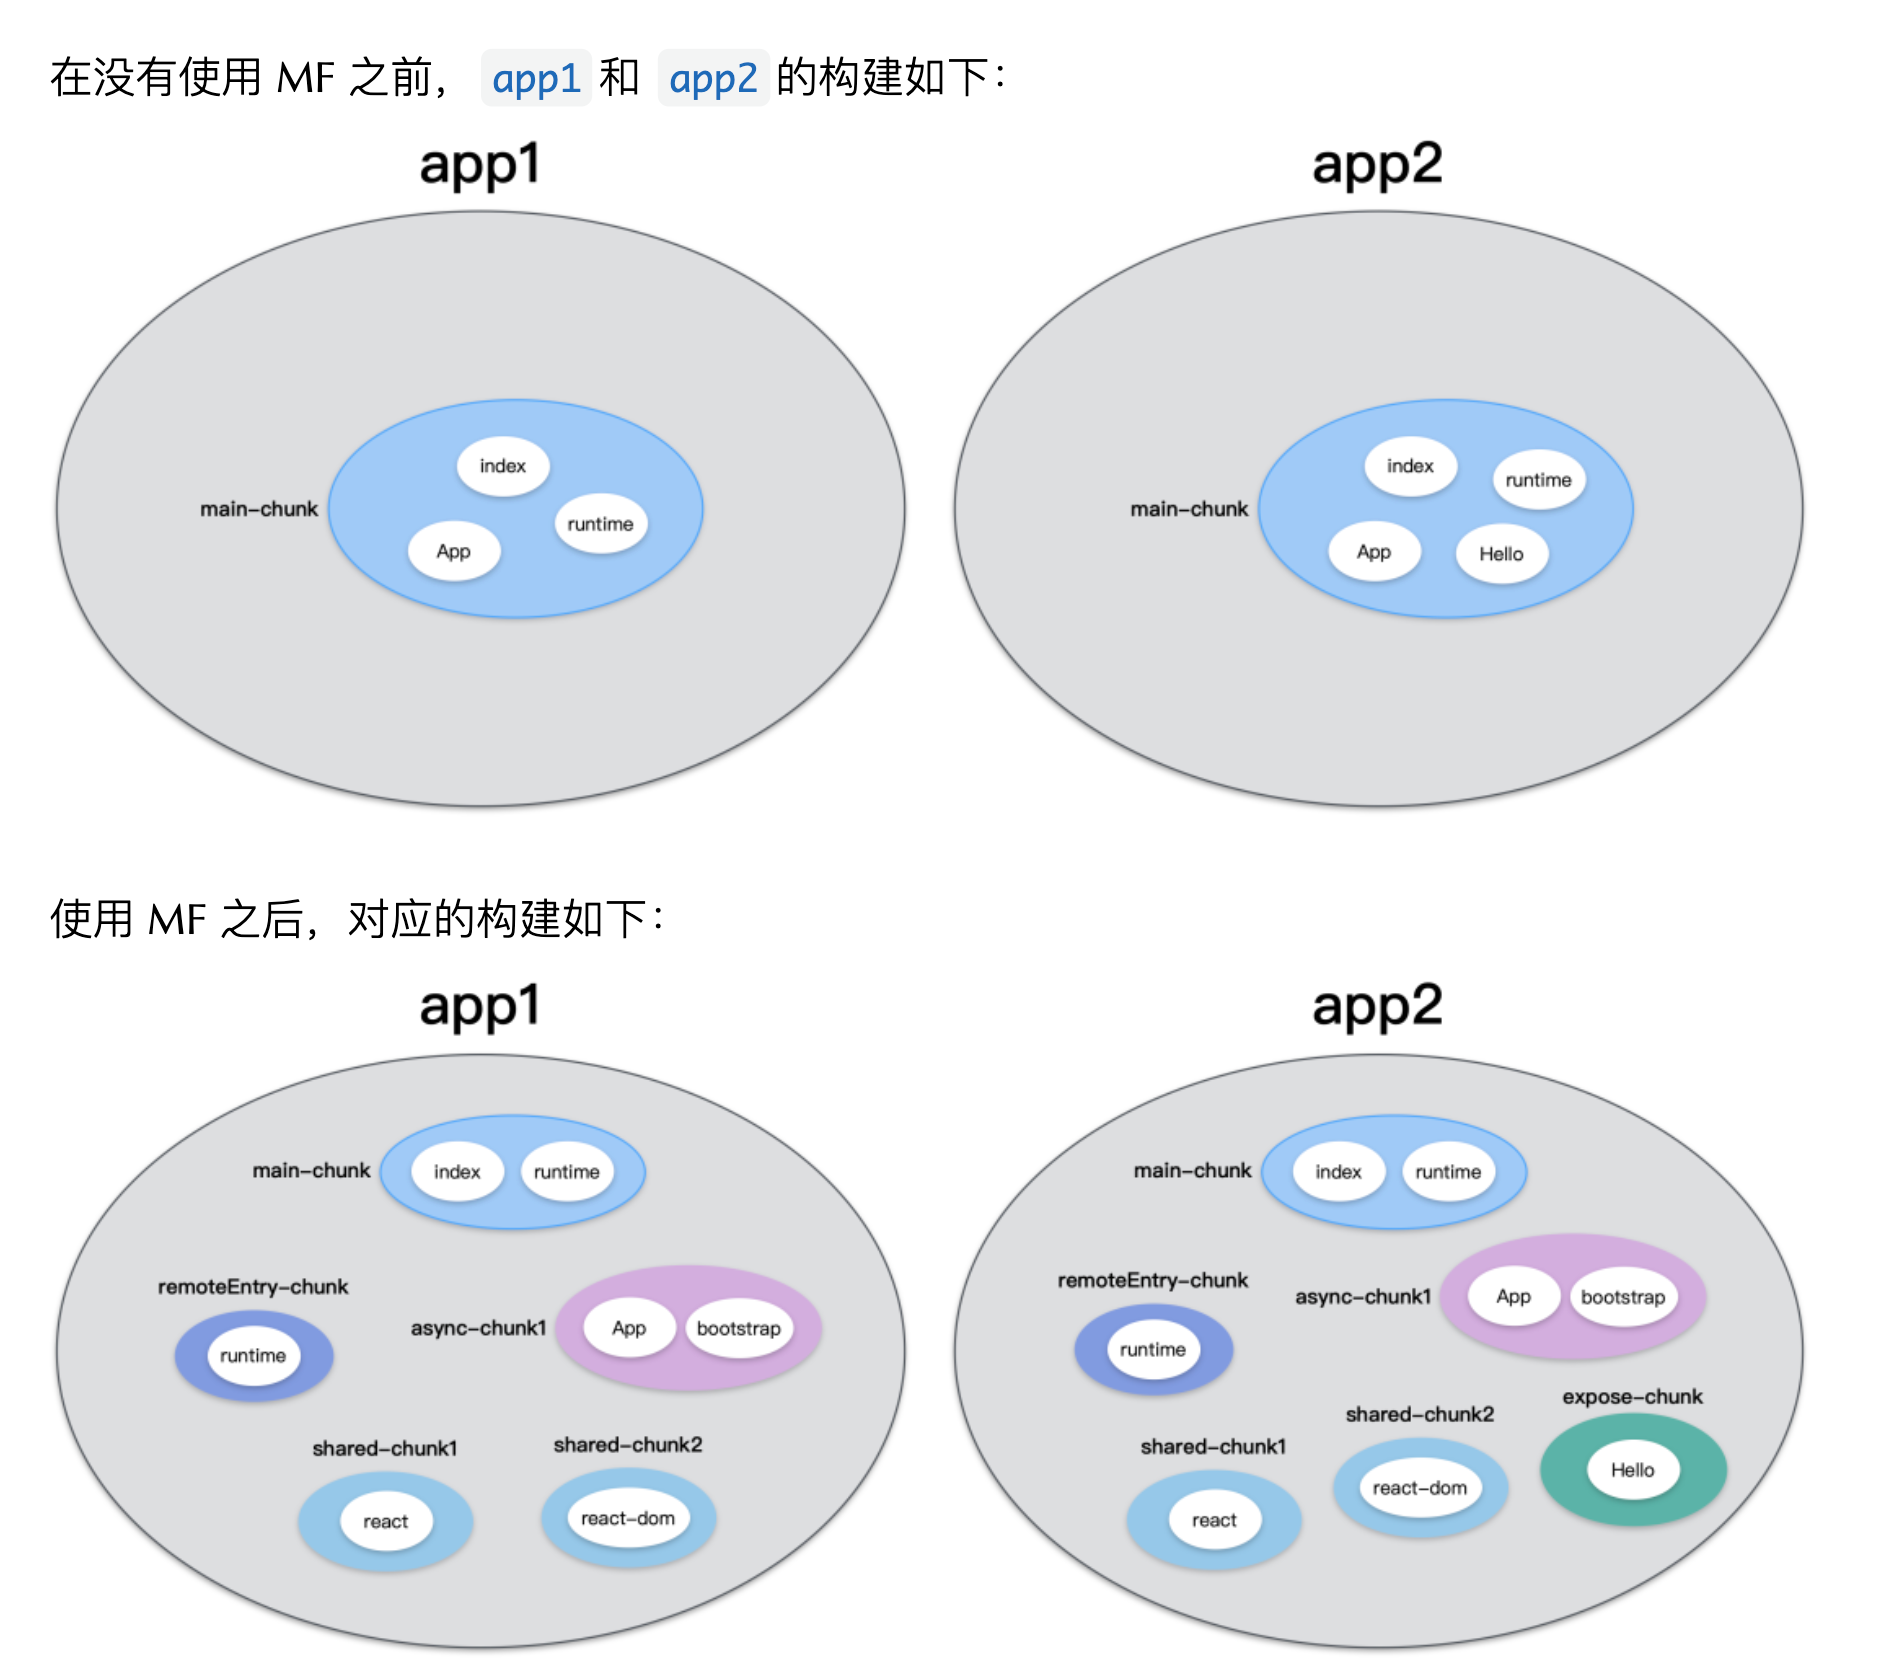 在没有使用 MF 之前， app1 和 app2 的构建如下：
app1
app2
index
runtime
main-chunk
App
index
runtime
main-chunk
App
Hello
使用 MF 之后，对应的构建如下：
app1
app2
main-chunk
index
runtime
main-chunk
index
runtime
remoteEntry-chunk
runtime
async-chunk1
App
bootstrap
remoteEntry-chunk
runtime
async-chunk1
App
bootstrap
shared-chunk1
react
shared-chunk2
react-dom
shared-chunk1
react
shared-chunk2
react-dom
expose-chunk
Hello